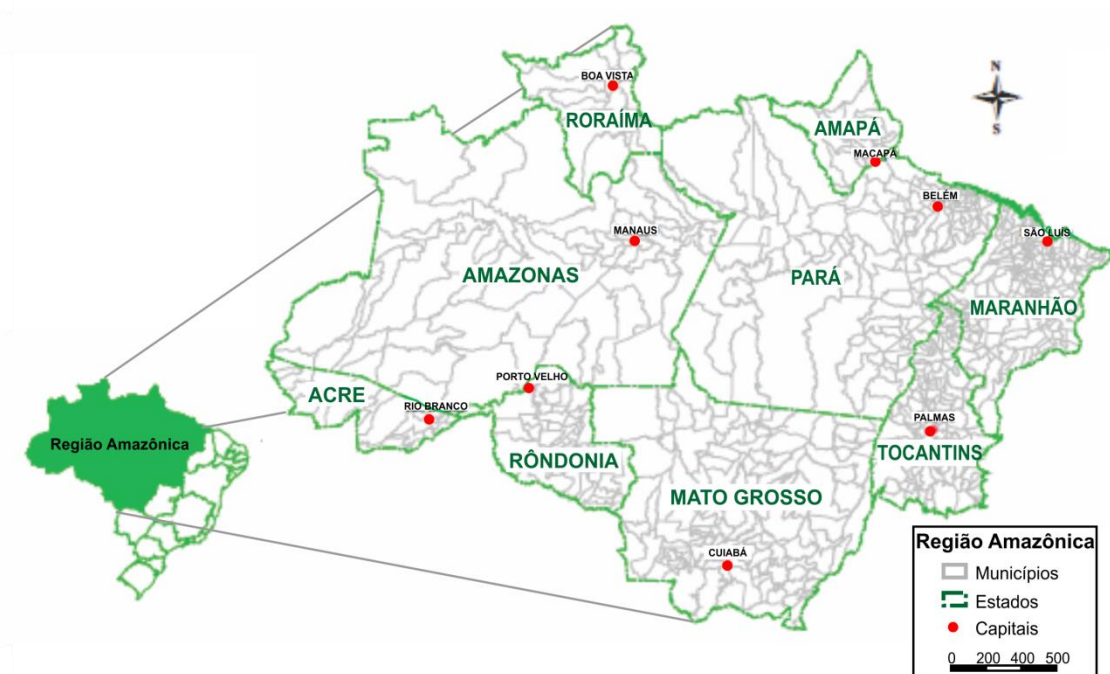 BOA VISTA
RORAÍMA
AMAPÁ
MACAPÁ
N
S
BELÉM
SÃO LUÍS
MANAUS
AMAZONAS
PARÁ
MARANHÃO
PORTO VELHO
ACRE
RIO BRANCO
PALMAS
RÔNDONIA
TOCANTINS
MATO GROSSO
CUIABÁ
Região Amazônica
Região Amazônica
Municípios
Estados
Capitais
0 200 400 500